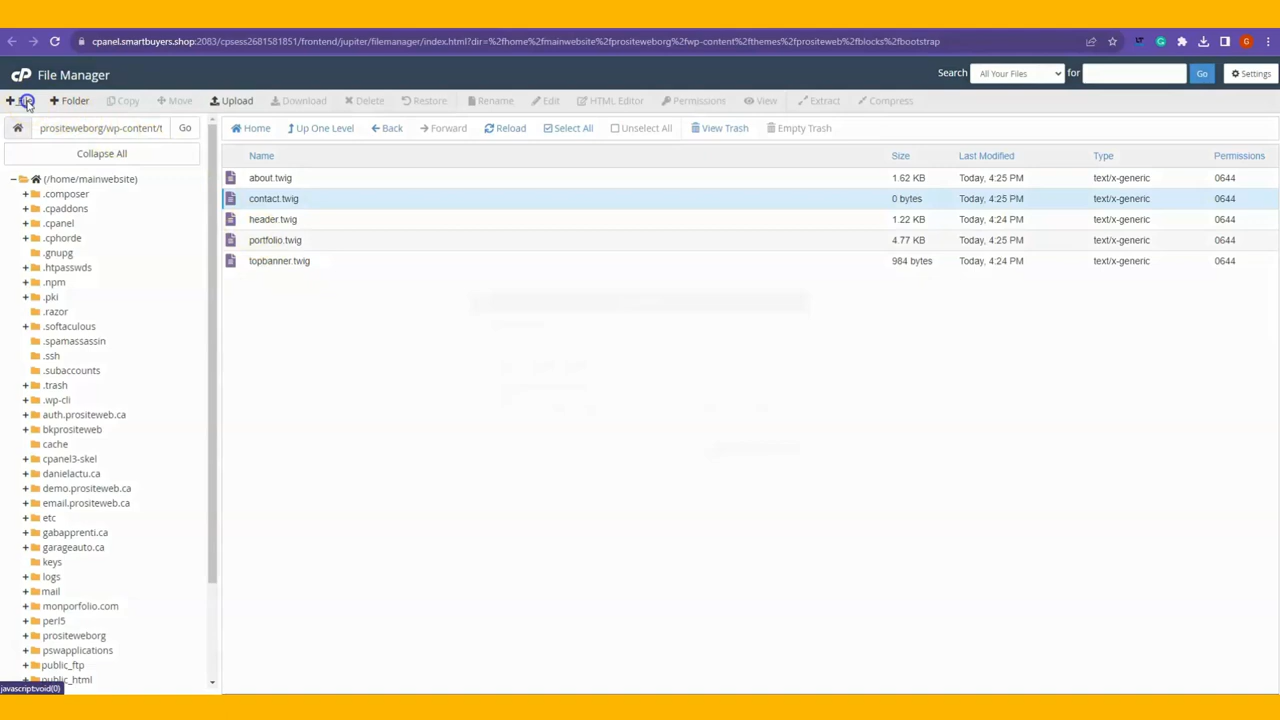 cpanel.smartbuyers.shop:2083/cpsess2681581851/frontend/jupiter/filemanager/index.html?dir=%2fhome%2fmainwebsite%2fprositeweborg%2fwp-content%2fthemes%2fprositeweb%2fblocks%2fbootstrap
cP File Manager
Search All Your Files for Go Settings
+ Folder Copy Move Upload Download Delete Restore Rename Edit HTML Editor Permissions View Extract Compress
prositeweborg/wp-content/t Go
Home Up One Level Back Forward Reload Select All Unselect All View Trash Empty Trash
Collapse All
Name Size Last Modified Type Permissions
about.twig 1.62 KB Today, 4:25 PM text/x-generic 0644
contact.twig 0 bytes Today, 4:25 PM text/x-generic 0644
header.twig 1.22 KB Today, 4:24 PM text/x-generic 0644
portfolio.twig 4.77 KB Today, 4:25 PM text/x-generic 0644
topbanner.twig 984 bytes Today, 4:24 PM text/x-generic 0644
(/home/mainwebsite)
.composer
.cpaddons
.cpanel
.cphorde
.gnupg
.htpasswds
.npm
.pki
.razor
.softaculous
.spamassassin
.ssh
.subaccounts
.trash
.wp-cli
auth.prositeweb.ca
bkprositeweb
cache
cpanel3-skel
danielactu.ca
demo.prositeweb.ca
email.prositeweb.ca
etc
gabapprenti.ca
garageauto.ca
keys
logs
mail
monporfolio.com
perl5
prositeweborg
pswapplications
public_ftp
public_html
javascript:void(0)